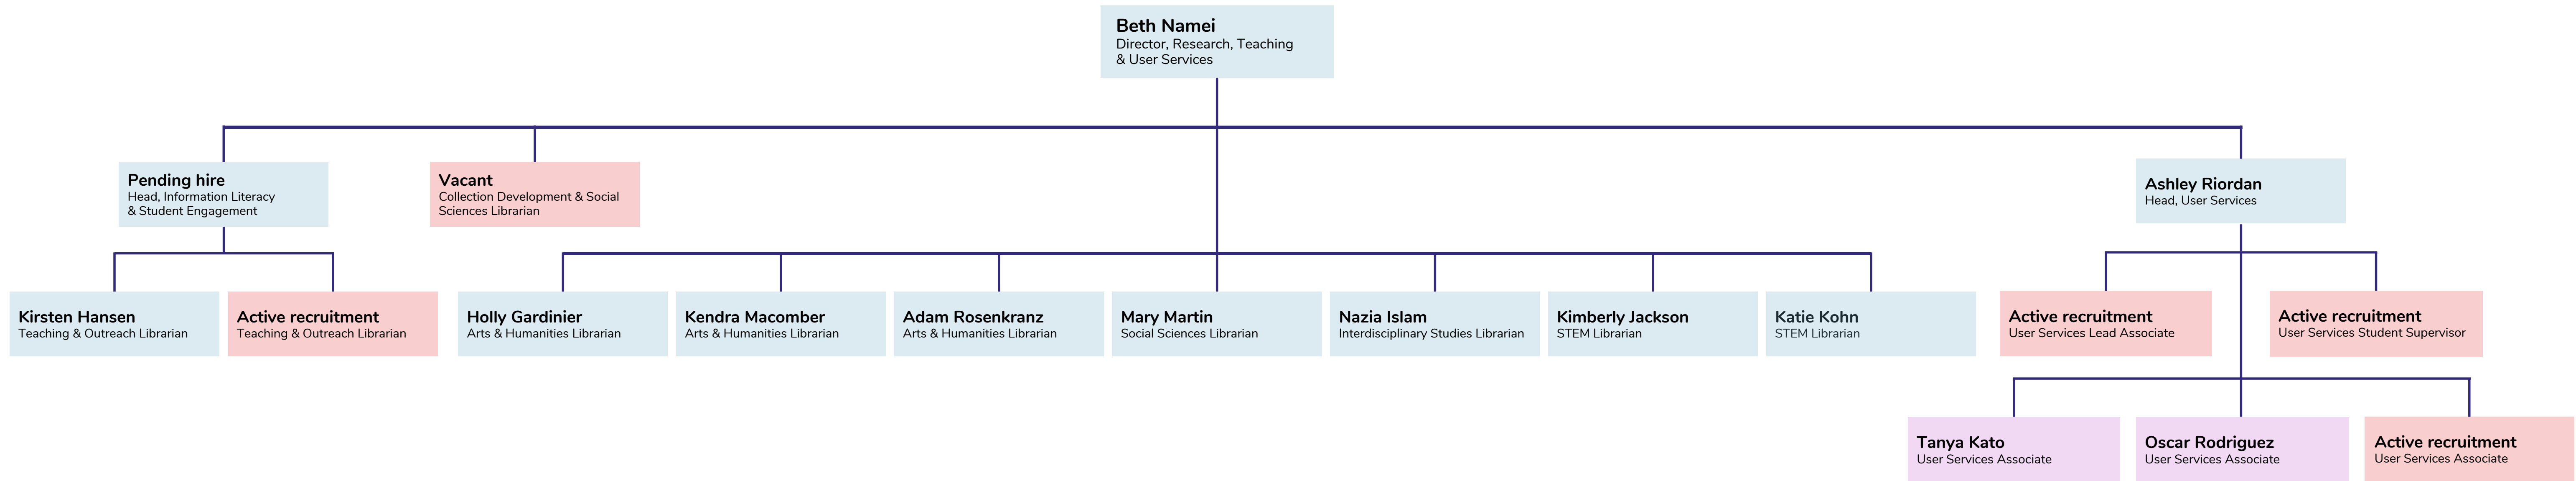 Beth Namei
Director, Research, Teaching
& User Services
Pending hire
Head, Information Literacy
& Student Engagement
Vacant
Collection Development & Social
Sciences Librarian
Ashley Riordan
Head, User Services
Kirsten Hansen
Teaching & Outreach Librarian
Active recruitment
Teaching & Outreach Librarian
Holly Gardinier
Arts & Humanities Librarian
Kendra Macomber
Arts & Humanities Librarian
Adam Rosenkranz
Arts & Humanities Librarian
Mary Martin
Social Sciences Librarian
Nazia Islam
Interdisciplinary Studies Librarian
Kimberly Jackson
STEM Librarian
Katie Kohn
STEM Librarian
Active recruitment
User Services Lead Associate
Active recruitment
User Services Student Supervisor
Tanya Kato
User Services Associate
Oscar Rodriguez
User Services Associate
Active recruitment
User Services Associate